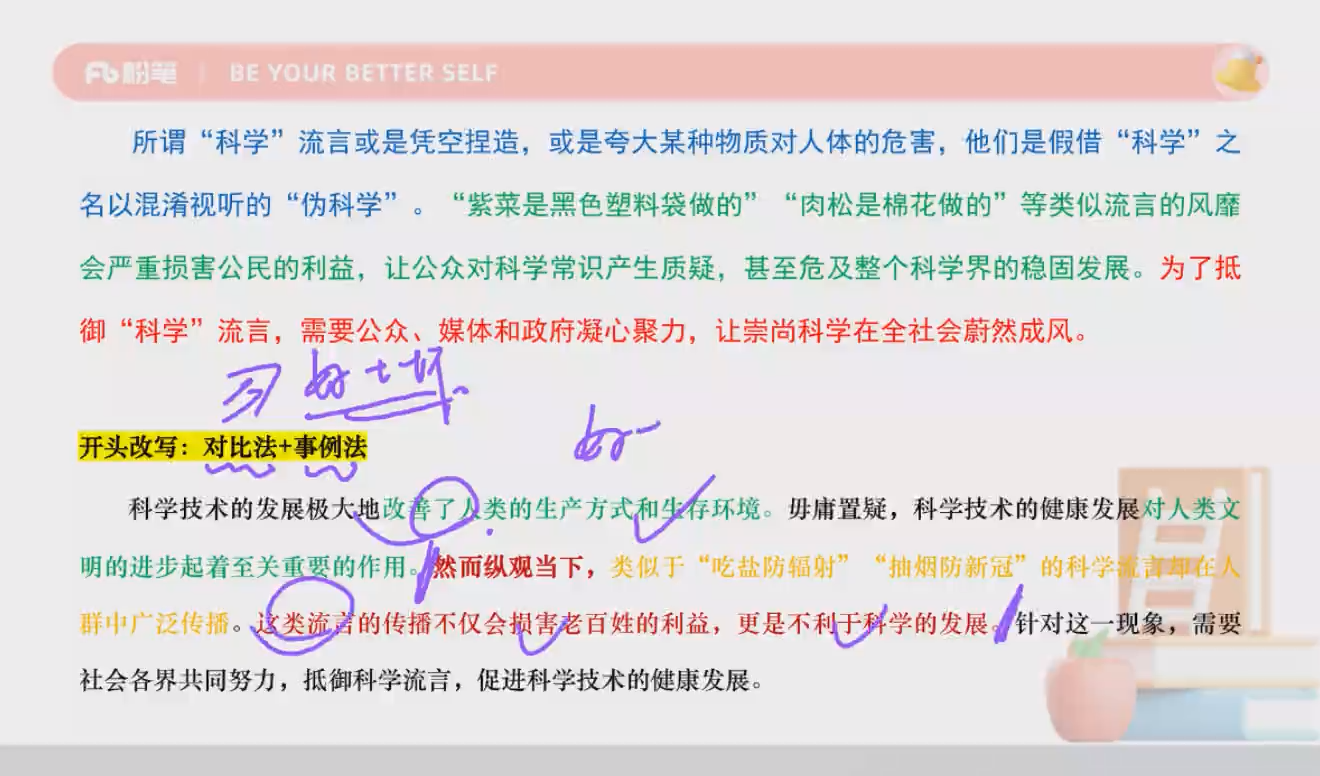 粉笔 BE YOUR BETTER SELF
所谓“科学”流言或是凭空捏造，或是夸大某种物质对人体的危害，他们是假借“科学”之
名以混淆视听的“伪科学”。“紫菜是黑色塑料袋做的”“肉松是棉花做的”等类似流言的风靡
会严重损害公民的利益，让公众对科学常识产生质疑，甚至危及整个科学界的稳固发展。为了抵
御“科学”流言，需要公众、媒体和政府凝心聚力，让崇尚科学在全社会蔚然成风。
开头改写：对比法+事例法
科学技术的发展极大地改善了人类的生产方式和生存环境。毋庸置疑，科学技术的健康发展对人类文
明的进步起着至关重要的作用。然而纵观当下，类似于“吃盐防辐射”“抽烟防新冠”的科学流言却在人
群中广泛传播。这类流言的传播不仅会损害老百姓的利益，更是不利于科学的发展。针对这一现象，需要
社会各界共同努力，抵御科学流言，促进科学技术的健康发展。